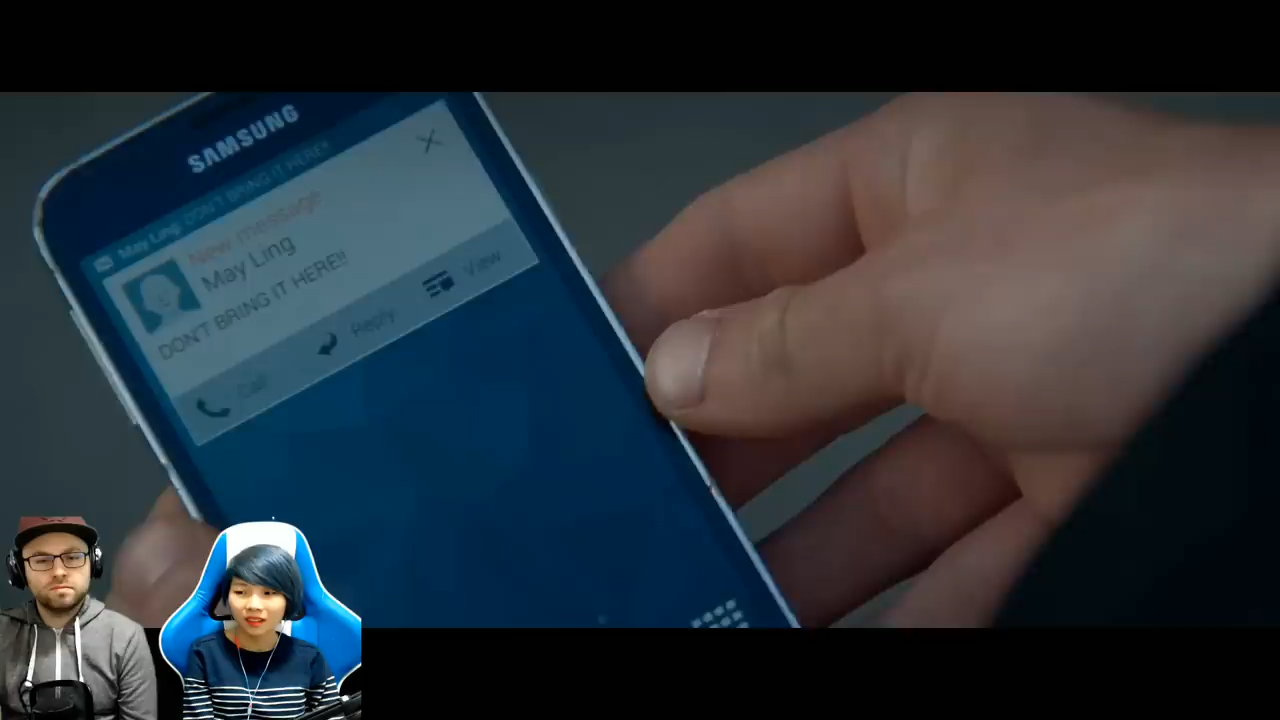 SAMSUNG
May Ling: DON'T BRING IT HERE!!
New message
May Ling
DON'T BRING IT HERE!!
Call
Reply
View